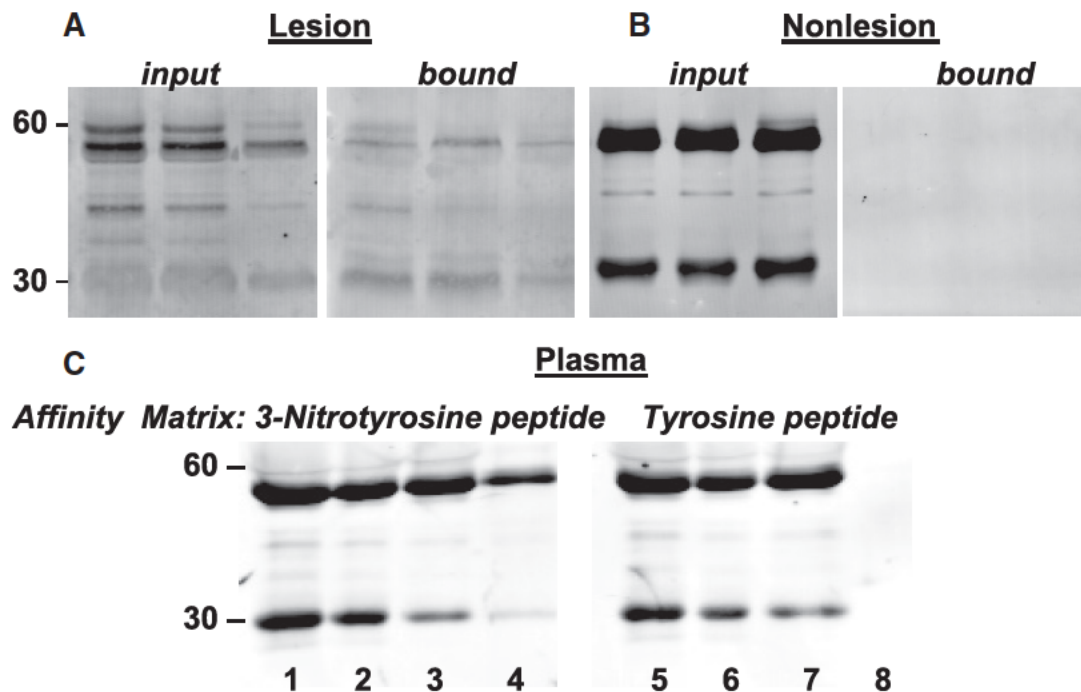 A Lesion B Nonlesion
input bound input bound
60
30
C Plasma
Affinity Matrix: 3-Nitrotyrosine peptide Tyrosine peptide
60
30
1 2 3 4 5 6 7 8